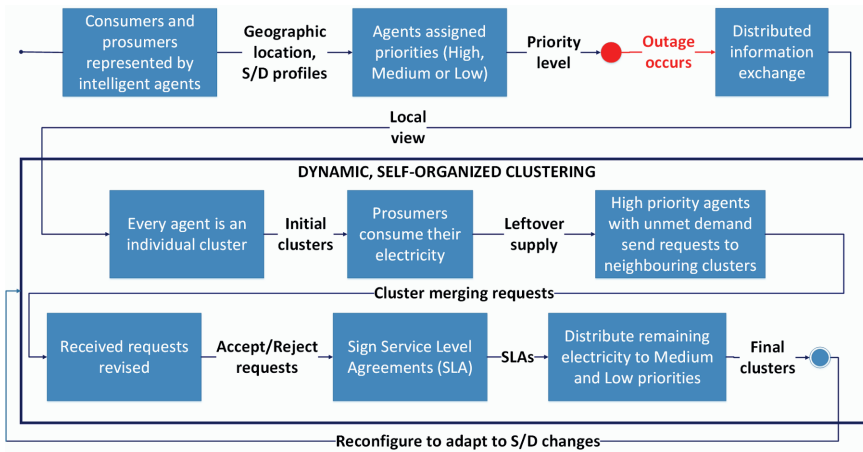 Consumers and
prosumers
represented by
intelligent agents
Geographic
location,
S/D profiles
Agents assigned
priorities (High,
Medium or Low)
Priority
level
Outage
occurs
Distributed
information
exchange
Local
view
DYNAMIC, SELF-ORGANIZED CLUSTERING
Every agent is an
individual cluster
Initial
clusters
Prosumers
consume their
electricity
Leftover
supply
High priority agents
with unmet demand
send requests to
neighbouring clusters
Cluster merging requests
Received requests
revised
Accept/Reject
requests
Sign Service Level
Agreements (SLA)
SLAs
Distribute remaining
electricity to Medium
and Low priorities
Final
clusters
Reconfigure to adapt to S/D changes